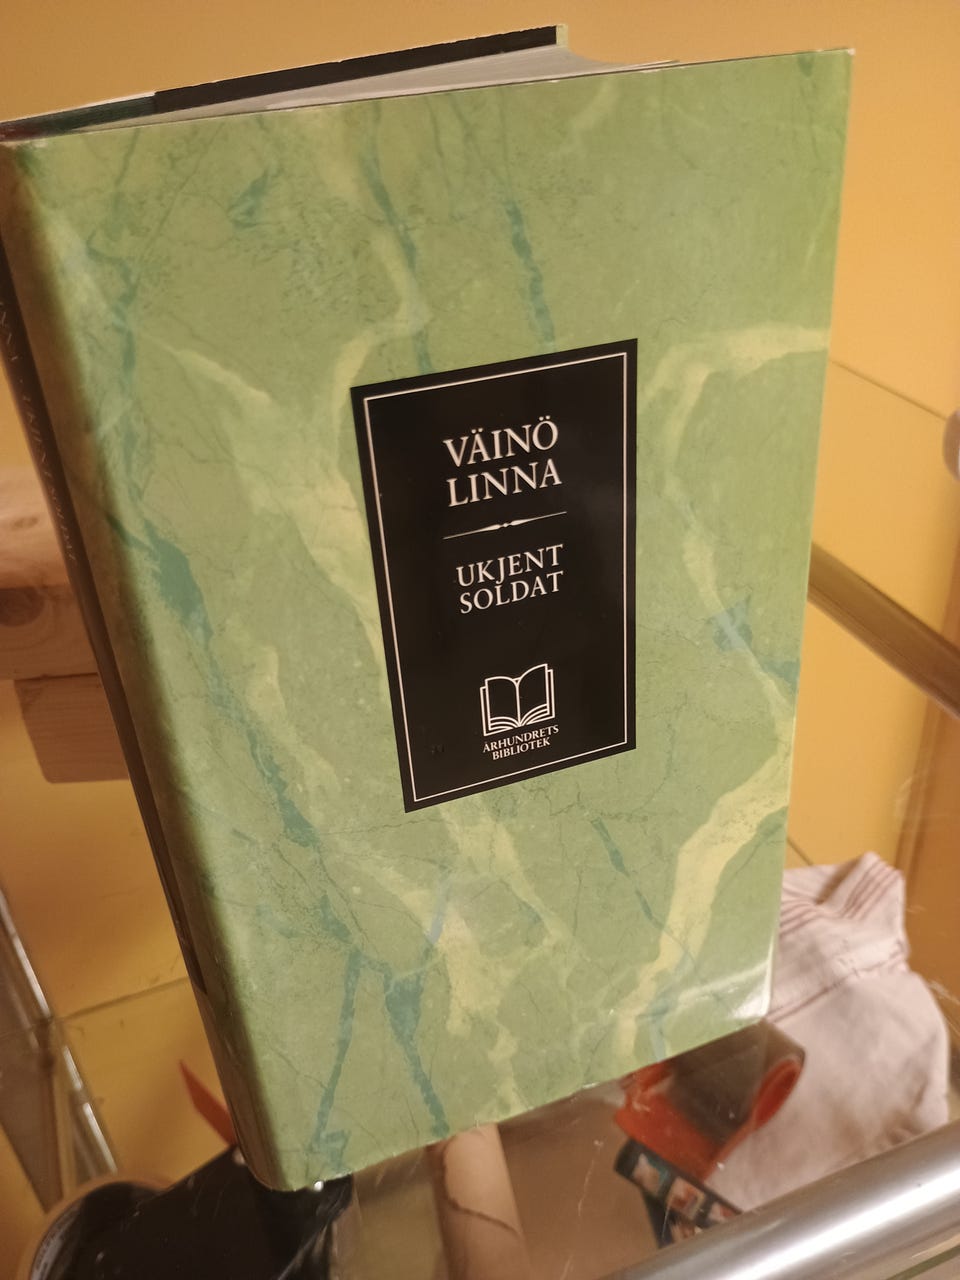 VÄINÖ
LINNA
UKJENT
SOLDAT
ÅRHUNDRETS
BIBLIOTEK